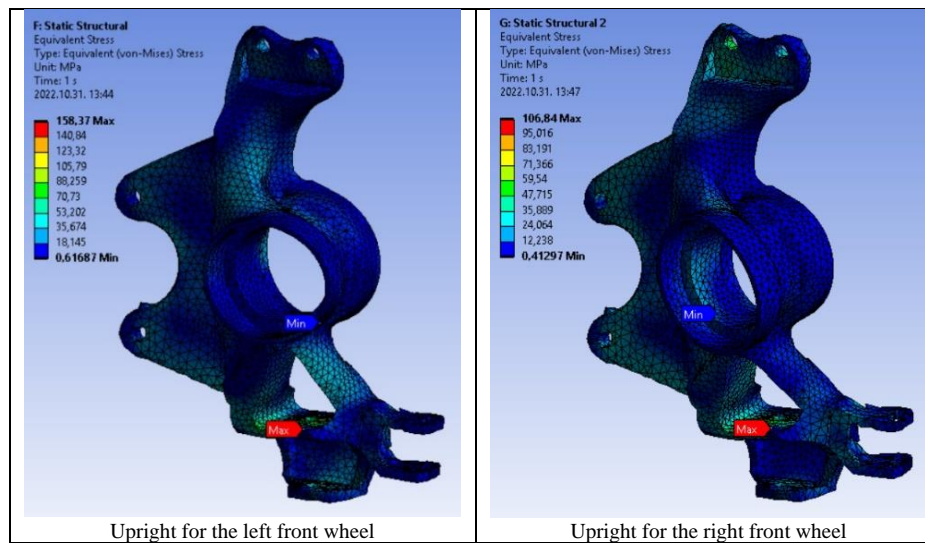 F: Static Structural
Equivalent Stress
Type: Equivalent (von-Mises) Stress
Unit: MPa
Time: 1 s
2022.10.31. 13:44
158,37 Max
140,84
123,32
105,79
88,259
70,73
53,202
35,674
18,145
0,61687 Min
Min
Max
Upright for the left front wheel
G: Static Structural 2
Equivalent Stress
Type: Equivalent (von-Mises) Stress
Unit: MPa
Time: 1 s
2022.10.31. 13:47
106,84 Max
95,016
83,191
71,366
59,54
47,715
35,889
24,064
12,238
0,41297 Min
Min
Max
Upright for the right front wheel